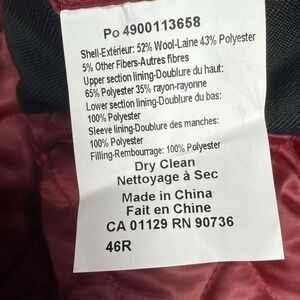 Po 4900113658
Shell-Extérieur: 52% Wool-Laine 43% Polyester
5% Other Fibers-Autres fibres
Upper section lining-Doublure du haut:
65% Polyester 35% rayon-rayonne
Lower section lining-Doublure du bas:
100% Polyester
Sleeve lining-Doublure des manches:
100% Polyester
Filling-Rembourrage: 100% Polyester
Dry Clean
Nettoyage à Sec
Made in China
Fait en Chine
CA 01129 RN 90736
46R